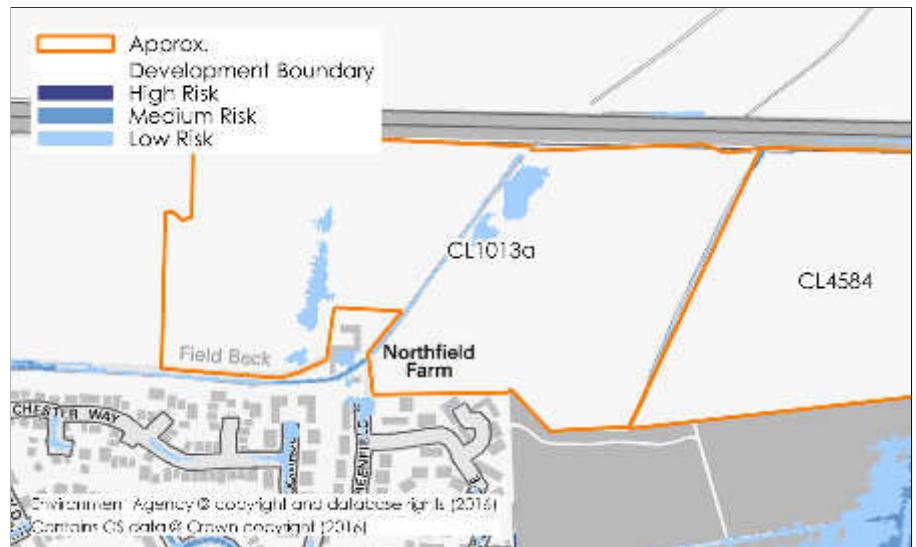 Approx.
Development Boundary
High Risk
Medium Risk
Low Risk
CL1013a
CL4584
Field Beck
Northfield
Farm
CHESTER WAY
Environment Agency © copyright and database rights (2016)
Contains OS data © Crown copyright (2016)